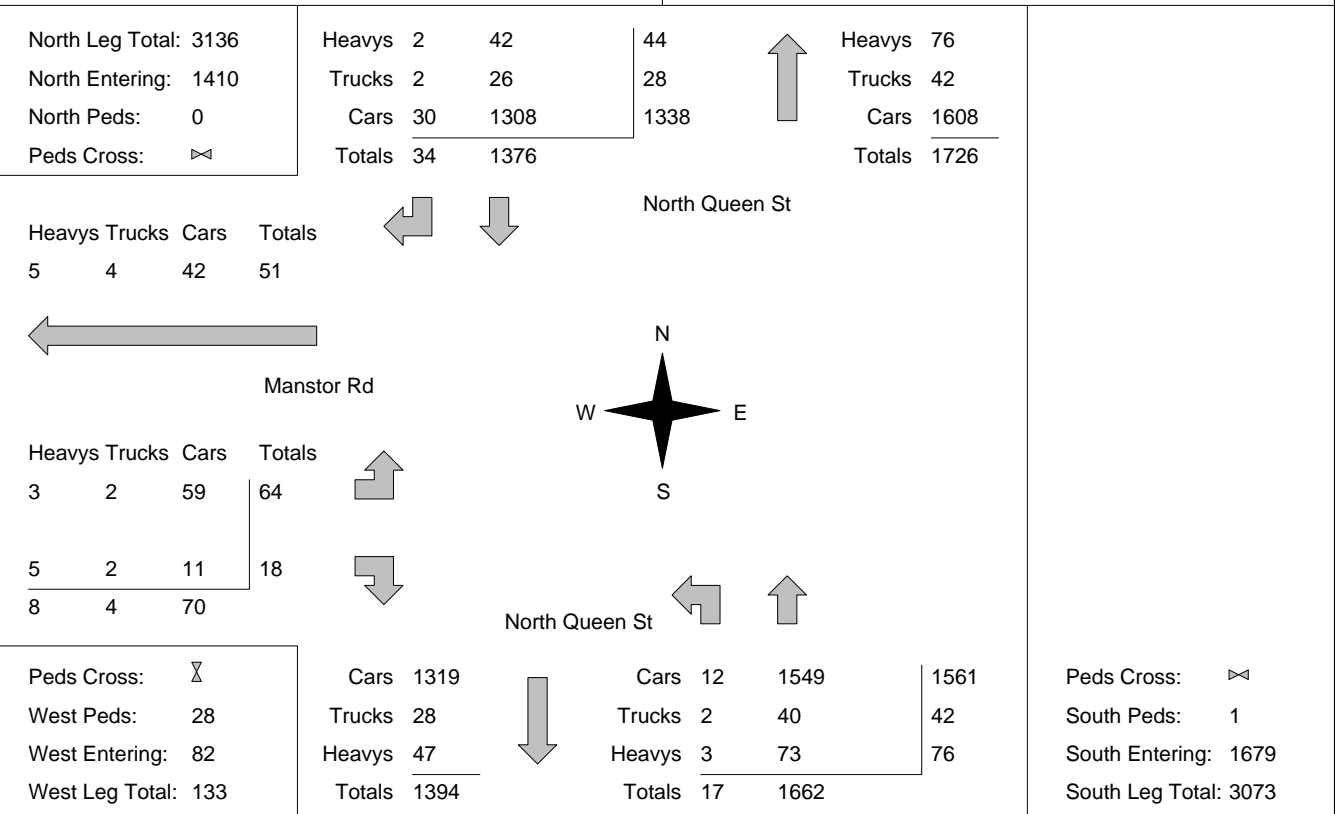 North Leg Total: 3136 Heavys 2 42 44 Heavys 76
North Entering: 1410 Trucks 2 26 28 Trucks 42
North Peds: 0 Cars 30 1308 1338 Cars 1608
Peds Cross: Totals 34 1376 Totals 1726
North Queen St
Heavys Trucks Cars Totals
5 4 42 51
N
Manstor Rd
W E
Heavys Trucks Cars Totals
3 2 59 64
S
5 2 11 18
8 4 70
North Queen St
Peds Cross: Cars 1319 Cars 12 1549 1561 Peds Cross:
West Peds: 28 Trucks 28 Trucks 2 40 42 South Peds: 1
West Entering: 82 Heavys 47 Heavys 3 73 76 South Entering: 1679
West Leg Total: 133 Totals 1394 Totals 17 1662 South Leg Total: 3073